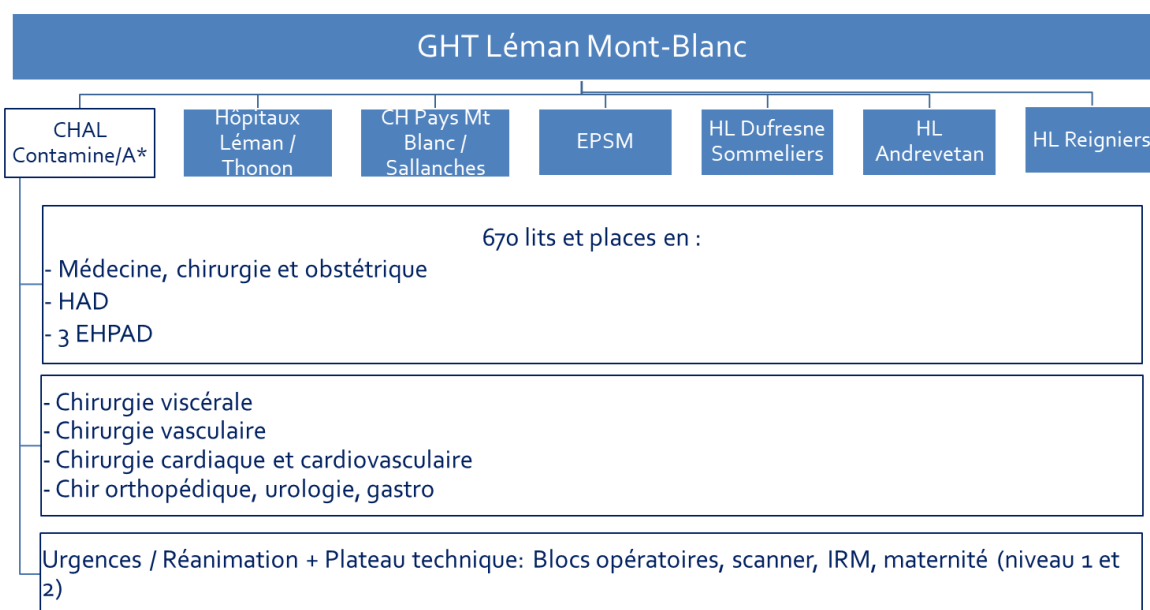 GHT Léman Mont-Blanc
CHAL
Contamine/A*
Hôpitaux
Léman /
Thonon
CH Pays Mt
Blanc /
Sallanches
EPSM
HL Dufresne
Sommeliers
HL
Andrevetan
HL Reigniers
670 lits et places en :
- Médecine, chirurgie et obstétrique
- HAD
- 3 EHPAD
- Chirurgie viscérale
- Chirurgie vasculaire
- Chirurgie cardiaque et cardiovasculaire
- Chir orthopédique, urologie, gastro
Urgences / Réanimation + Plateau technique: Blocs opératoires, scanner, IRM, maternité (niveau 1 et
2)